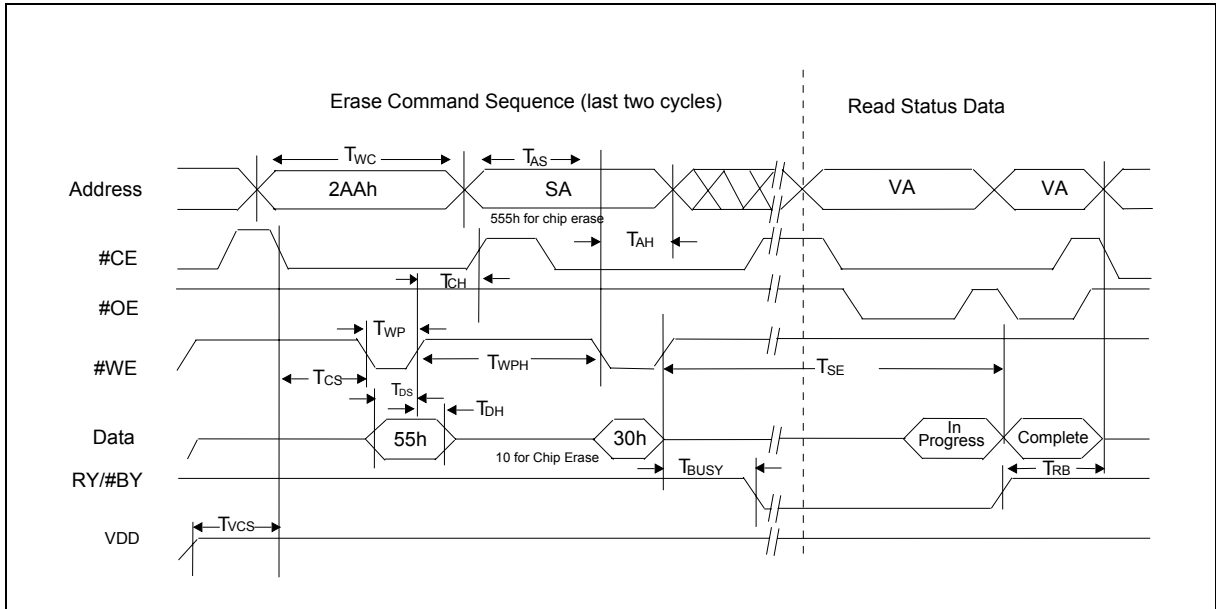 Erase Command Sequence (last two cycles)
Read Status Data
TWC
TAS
Address
2AAh
SA
VA
VA
555h for chip erase
TAH
#CE
TCH
#OE
TWP
#WE
TWPH
TSE
TCS
TDS
TDH
Data
55h
30h
In
Progress
Complete
10 for Chip Erase
TBUSY
TRB
RY/#BY
TVCS
VDD